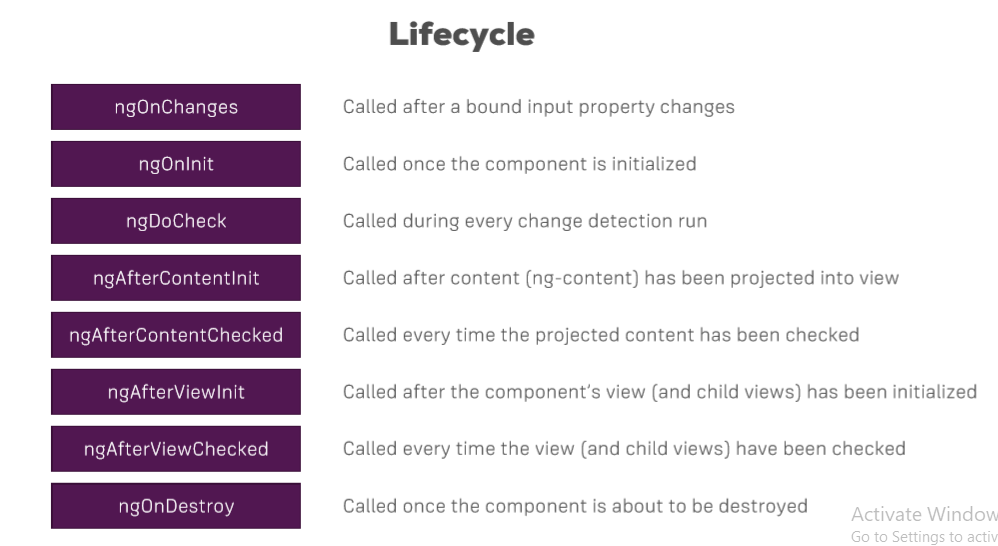 Lifecycle
ngOnChanges Called after a bound input property changes
ngOnInit Called once the component is initialized
ngDoCheck Called during every change detection run
ngAfterContentInit Called after content (ng-content) has been projected into view
ngAfterContentChecked Called every time the projected content has been checked
ngAfterViewInit Called after the component's view (and child views) has been initialized
ngAfterViewChecked Called every time the view (and child views) have been checked
ngOnDestroy Called once the component is about to be destroyed
Activate Window
Go to Settings to activ